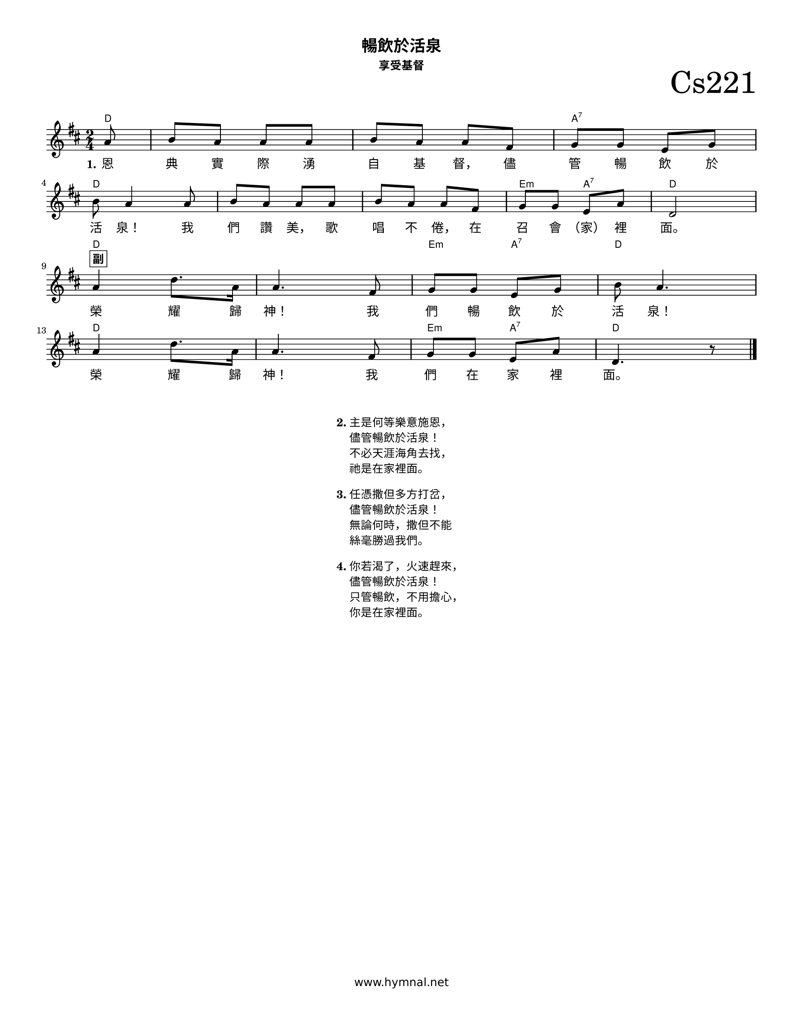 暢飲於活泉
享受基督
Cs221
D A7
2
4
1. 恩 典 實 際 湧 自 基 督， 儘 管 暢 飲 於
4 D Em A7 D
活 泉！ 我 們 讚 美， 歌 唱 不 倦， 在 召 會 （家） 裡 面。
D Em A7 D
副
9
榮 耀 歸 神！ 我 們 暢 飲 於 活 泉！
13 D Em A7 D
榮 耀 歸 神！ 我 們 在 家 裡 面。
2. 主是何等樂意施恩，
儘管暢飲於活泉！
不必天涯海角去找，
祂是在家裡面。
3. 任憑撒但多方打岔，
儘管暢飲於活泉！
無論何時，撒但不能
絲毫勝過我們。
4. 你若渴了，火速趕來，
儘管暢飲於活泉！
只管暢飲，不用擔心，
你是在家裡面。
www.hymnal.net